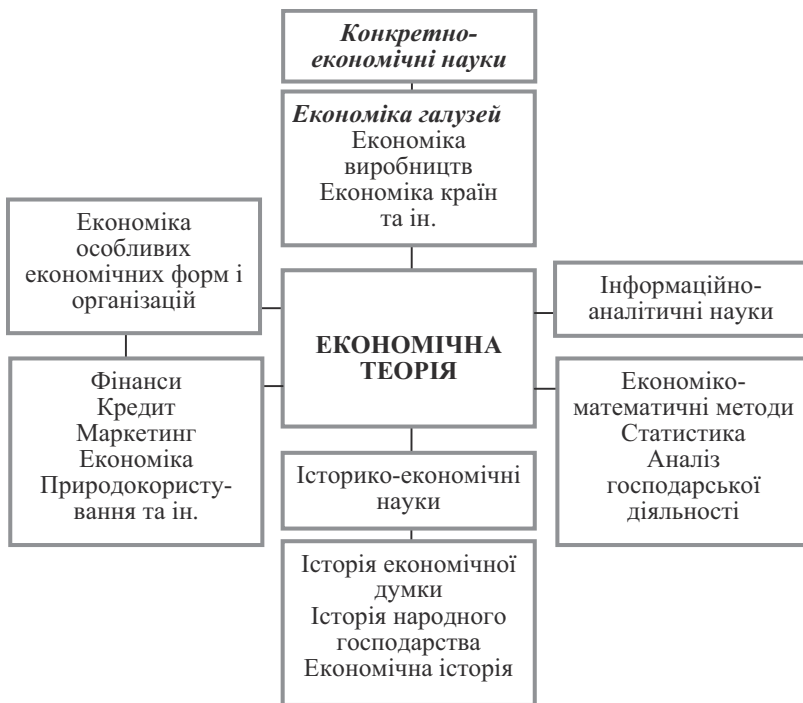 Конкретно-
економічні науки
Економіка галузей
Економіка
виробництв
Економіка країн
та ін.
Економіка
особливих
економічних форм і
організацій
Інформаційно-
аналітичні науки
ЕКОНОМІЧНА
ТЕОРІЯ
Фінанси
Кредит
Маркетинг
Економіка
Природокористу-
вання та ін.
Економіко-
математичні методи
Статистика
Аналіз
господарської
діяльності
Історико-економічні
науки
Історія економічної
думки
Історія народного
господарства
Економічна історія